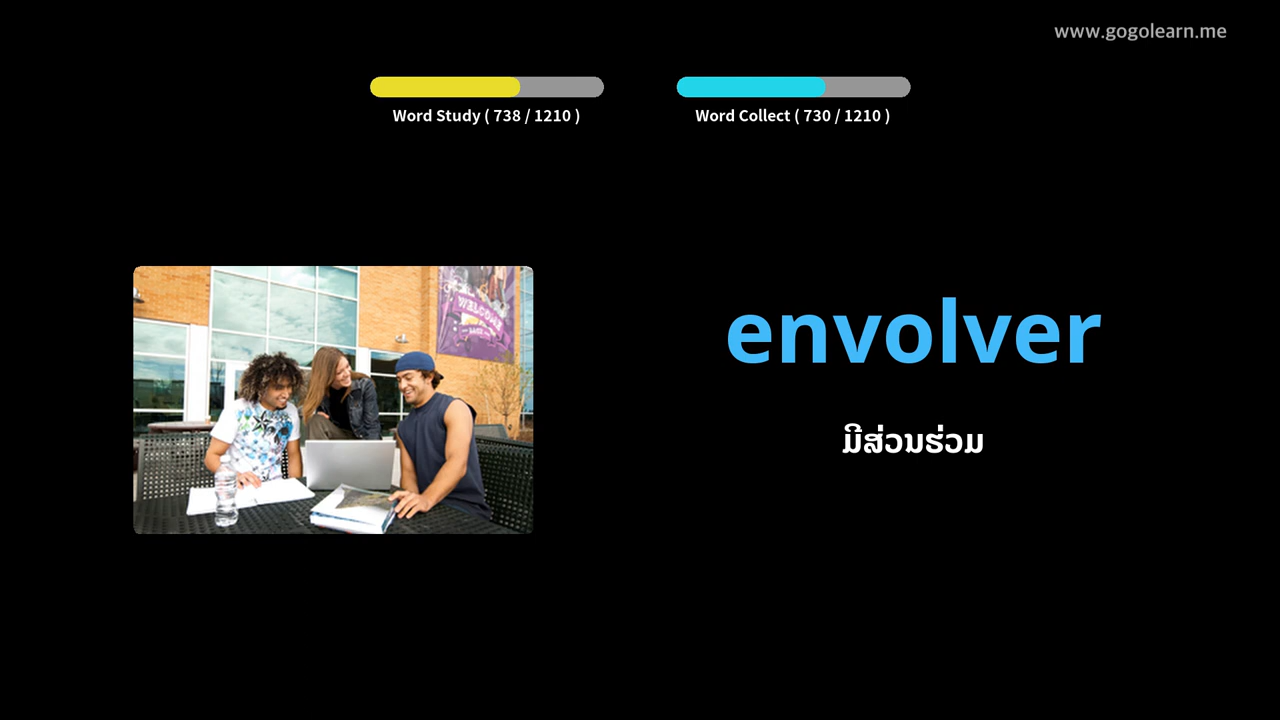 www.gogolearn.me
Word Study ( 738 / 1210 )
Word Collect ( 730 / 1210 )
WELCOME
envolver
ມີສ່ວນຮ່ວມ